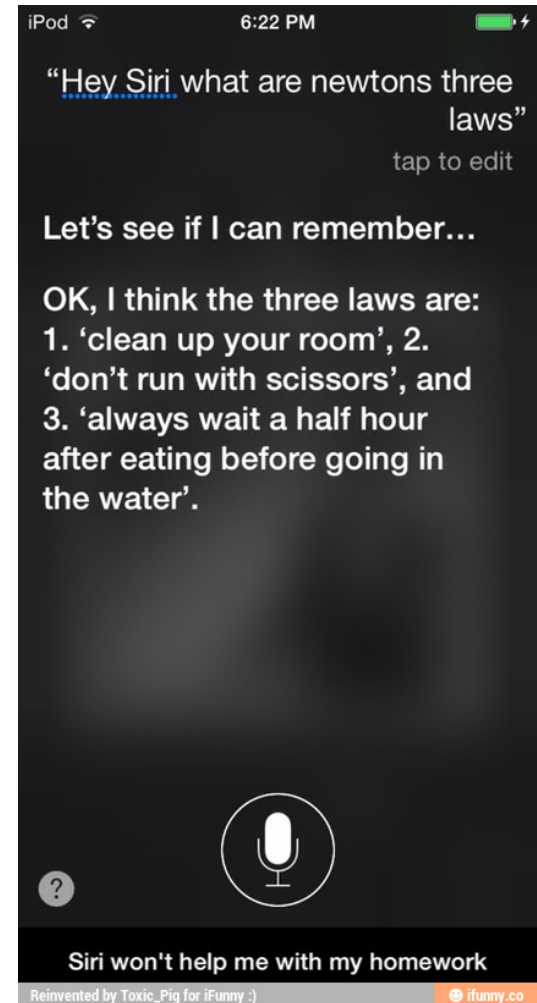 iPod 6:22 PM
“Hey Siri what are newtons three
laws”
tap to edit
Let’s see if I can remember...
OK, I think the three laws are:
1. ‘clean up your room’, 2.
‘don’t run with scissors’, and
3. ‘always wait a half hour
after eating before going in
the water’.
?
Siri won't help me with my homework
Reinvented by Toxic_Pig for iFunny :) ifunny.co